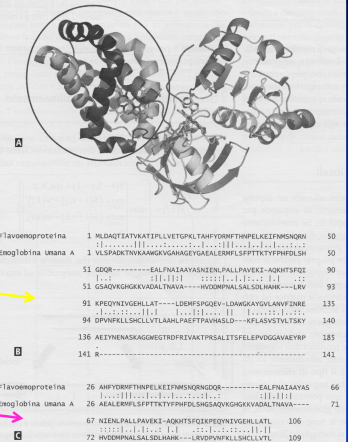 A
Flavoemoproteina 1 MLDAQTIATVKATIPLLVETGPKLTAHFYDRMFTHNPELKEIFNMSNQRN 50
Emoglobina Umana A 1 VLSPADKTNVKAAWGKVGAHAGEYGAEALERMFLSFPTTKTYFPHFDLSH 50
51 GDQR---------EALFNAIAAYASNIENLPALLPAVEKI-AQKHTSFQI 90
51 GSAQVKGHGKKVADALTNAVA----HVDDMPNALSALSDLHAHK---LRV 93
91 KPEQYNIVGEHLLAT----LDEMFSPGQEV-LDAWGKAYGVLANVFINRE 135
94 DPVNFKLLSHCLLVTLAAHLPAEFTPAVHASLD----KFLASVSTVLTSKY 140
136 AEIYNENASKAGGWEGTRDFRIVAKTPRSALITSFELEPVDGGAVAEYRP 185
141 R------------------------------------------------- 141
B
Flavoemoproteina 26 AHFYDRMFTHNPELKEIFNMSNQRNGDQR---------EALFNAIAAYAS 66
Emoglobina Umana A 26 AEALERMFLSFPTTKTYFPHFDLSHGSAQVKGHGKKVADALTNAVA---- 71
67 NIENLPALLPAVEKI-AQKHTSFQIKPEQYNIVGEHLLAT 106
72 HVDDMPNALSALSDLHAHK---LRVDPVNFKLLSHCLLVTL 109
C